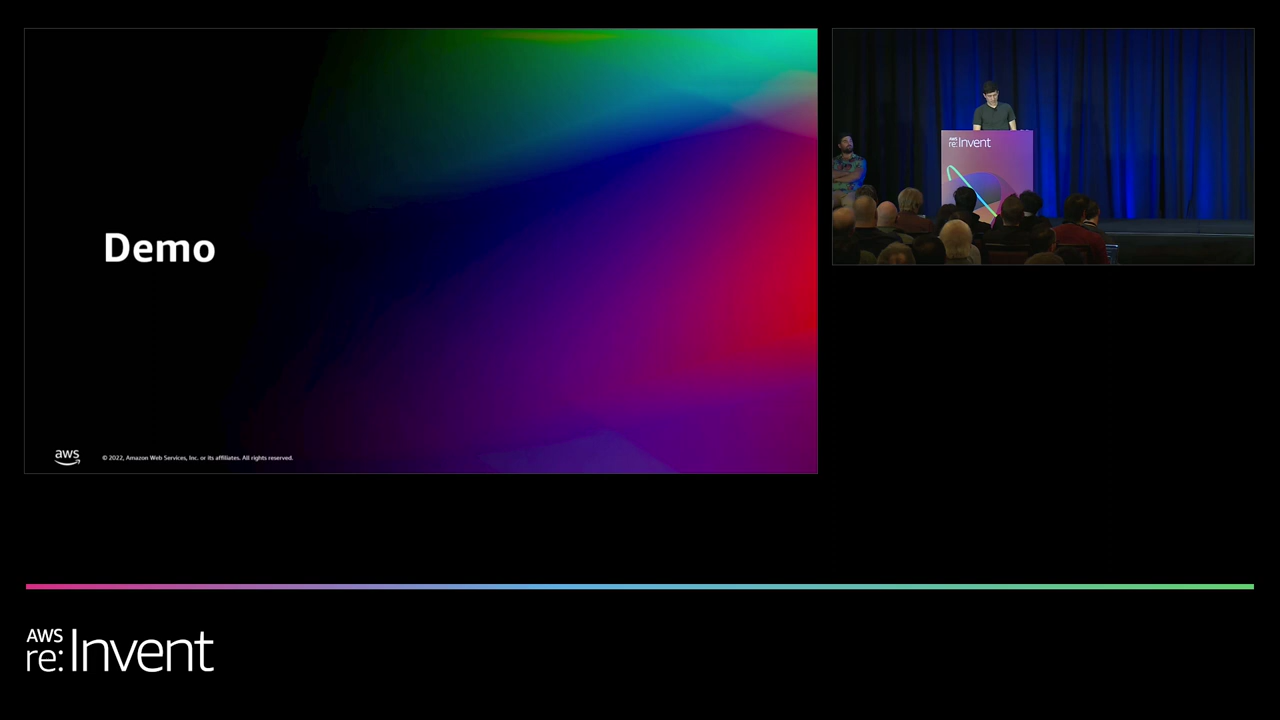 Demo
aws
© 2022, Amazon Web Services, Inc. or its affiliates. All rights reserved.
AWS
re:Invent
AWS
re:Invent